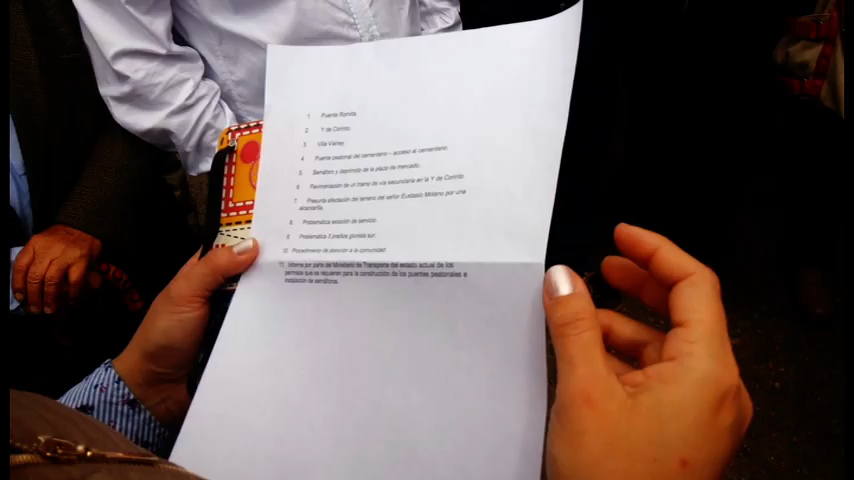 1. Puente Romita
2. Y de Corinto
3. Villa Valney
4. Puente peatonal del cementerio – acceso al cementerio.
5. Semáforo y deprimido de la plaza de mercado.
6. Pavimentación de un tramo de vía secundaria en la Y de Corinto.
7. Presunta afectación del terreno del señor Eustasio Molano por una
alcantarilla.
8. Problemática estación de servicio.
9. Problemática 3 predios glorieta sur.
10. Procedimiento de atención a la comunidad.
11. Informe por parte del Ministerio de Transporte del estado actual de los
permisos que se requieren para la construcción de los puentes peatonales e
instalación de semáforos.